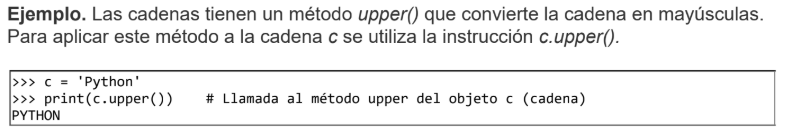 Ejemplo. Las cadenas tienen un método upper() que convierte la cadena en mayúsculas.
Para aplicar este método a la cadena c se utiliza la instrucción c.upper().
>>> c = 'Python'
>>> print(c.upper())    # Llamada al método upper del objeto c (cadena)
PYTHON